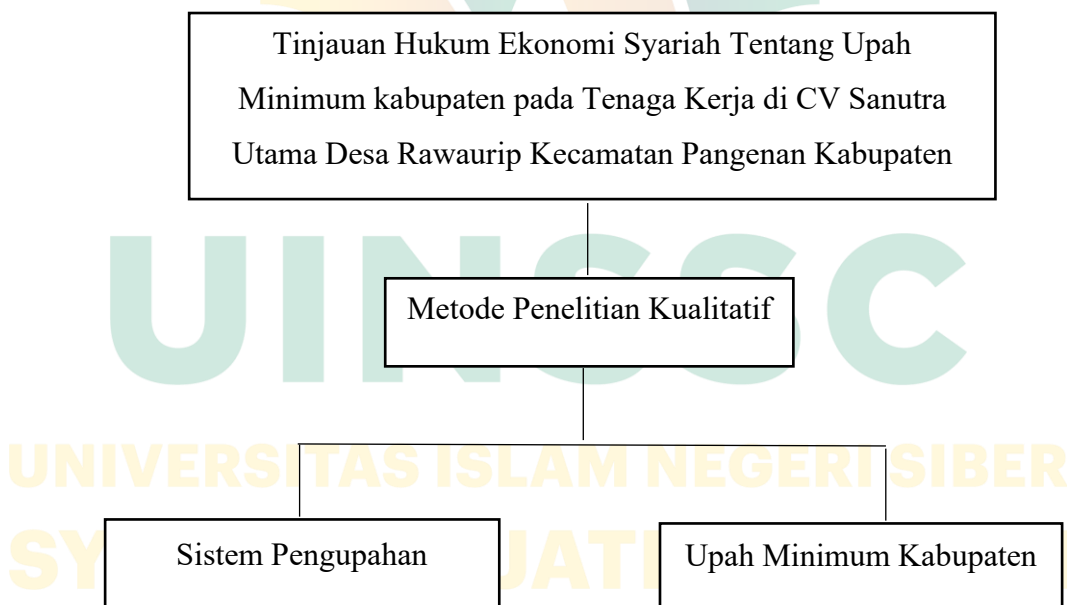 Tinjauan Hukum Ekonomi Syariah Tentang Upah
Minimum kabupaten pada Tenaga Kerja di CV Sanutra
Utama Desa Rawaurip Kecamatan Pangenan Kabupaten
UINSSC
Metode Penelitian Kualitatif
UNIVERSITAS ISLAM NEGERI SIBER
Sistem Pengupahan
Upah Minimum Kabupaten